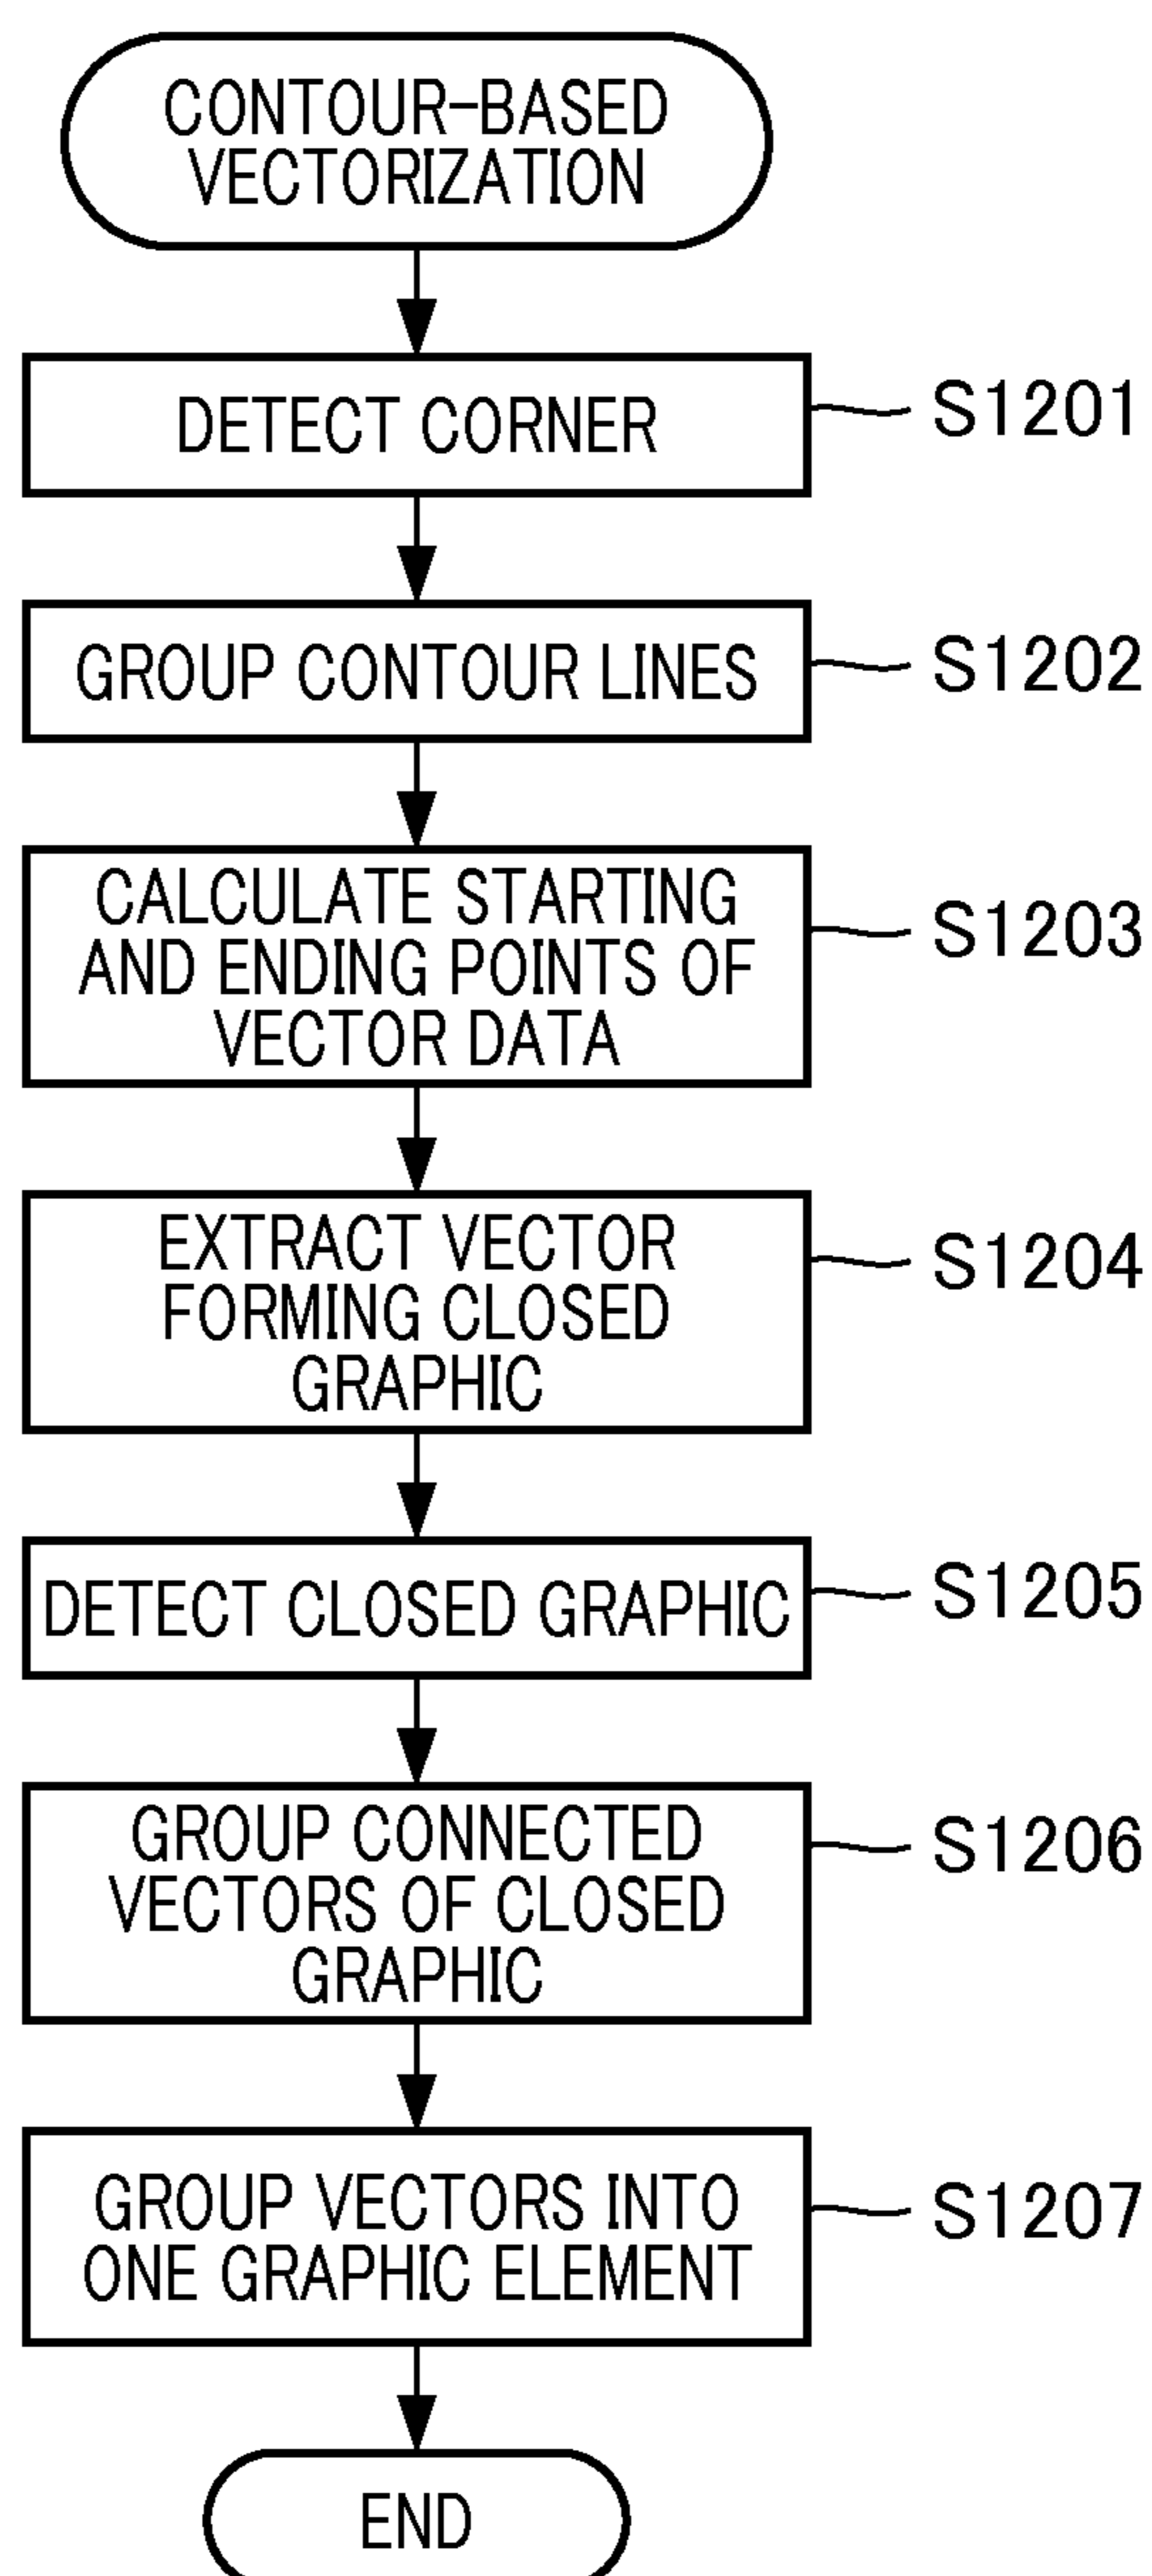 CONTOUR-BASED
VECTORIZATION
DETECT CORNER
S1201
GROUP CONTOUR LINES
S1202
CALCULATE STARTING
AND ENDING POINTS OF
VECTOR DATA
S1203
EXTRACT VECTOR
FORMING CLOSED
GRAPHIC
S1204
DETECT CLOSED GRAPHIC
S1205
GROUP CONNECTED
VECTORS OF CLOSED
GRAPHIC
S1206
GROUP VECTORS INTO
ONE GRAPHIC ELEMENT
S1207
END